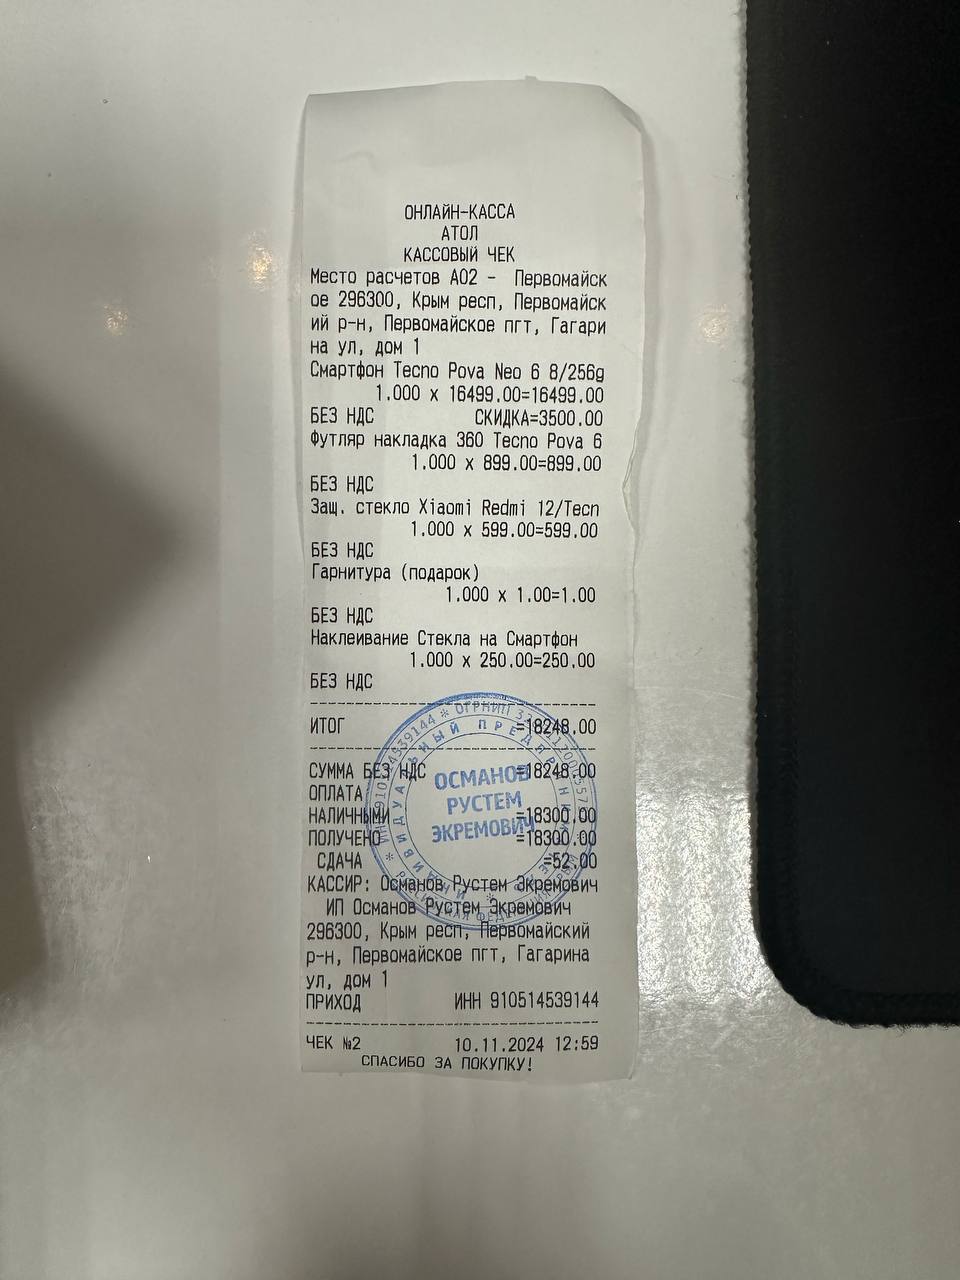 ОНЛАЙН-КАССА
АТОЛ
КАССОВЫЙ ЧЕК
Место расчетов А02 - Первомайск
ое 296300, Крым респ, Первомайск
ий р-н, Первомайское пгт, Гагари
на ул, дом 1
Смартфон Tecno Pova Neo 6 8/256g
1.000 х 16499.00=16499.00
БЕЗ НДС СКИДКА=3500.00
Футляр накладка 360 Tecno Pova 6
1.000 х 899.00=899.00
БЕЗ НДС
Защ. стекло Xiaomi Redmi 12/Tecn
1.000 х 599.00=599.00
БЕЗ НДС
Гарнитура (подарок)
1.000 х 1.00=1.00
БЕЗ НДС
Наклеивание Стекла на Смартфон
1.000 х 250.00=250.00
БЕЗ НДС
ИТОГ =18248.00
СУММА БЕЗ НДС =18248.00
ОПЛАТА
НАЛИЧНЫМИ =18300.00
ПОЛУЧЕНО =18300.00
СДАЧА =52.00
КАССИР: Османов Рустем Экремович
ИП Османов Рустем Экремович
296300, Крым респ, Первомайский
р-н, Первомайское пгт, Гагарина
ул, дом 1
ПРИХОД ИНН 910514539144
ЧЕК №2 10.11.2024 12:59
СПАСИБО ЗА ПОКУПКУ!
ИНДИВИДУАЛЬНЫЙ ПРЕДПРИНИМАТЕЛЬ
ОСМАНОВ
РУСТЕМ
ЭКРЕМОВИЧ
РОССИЙСКАЯ ФЕДЕРАЦИЯ
ОГРНИП